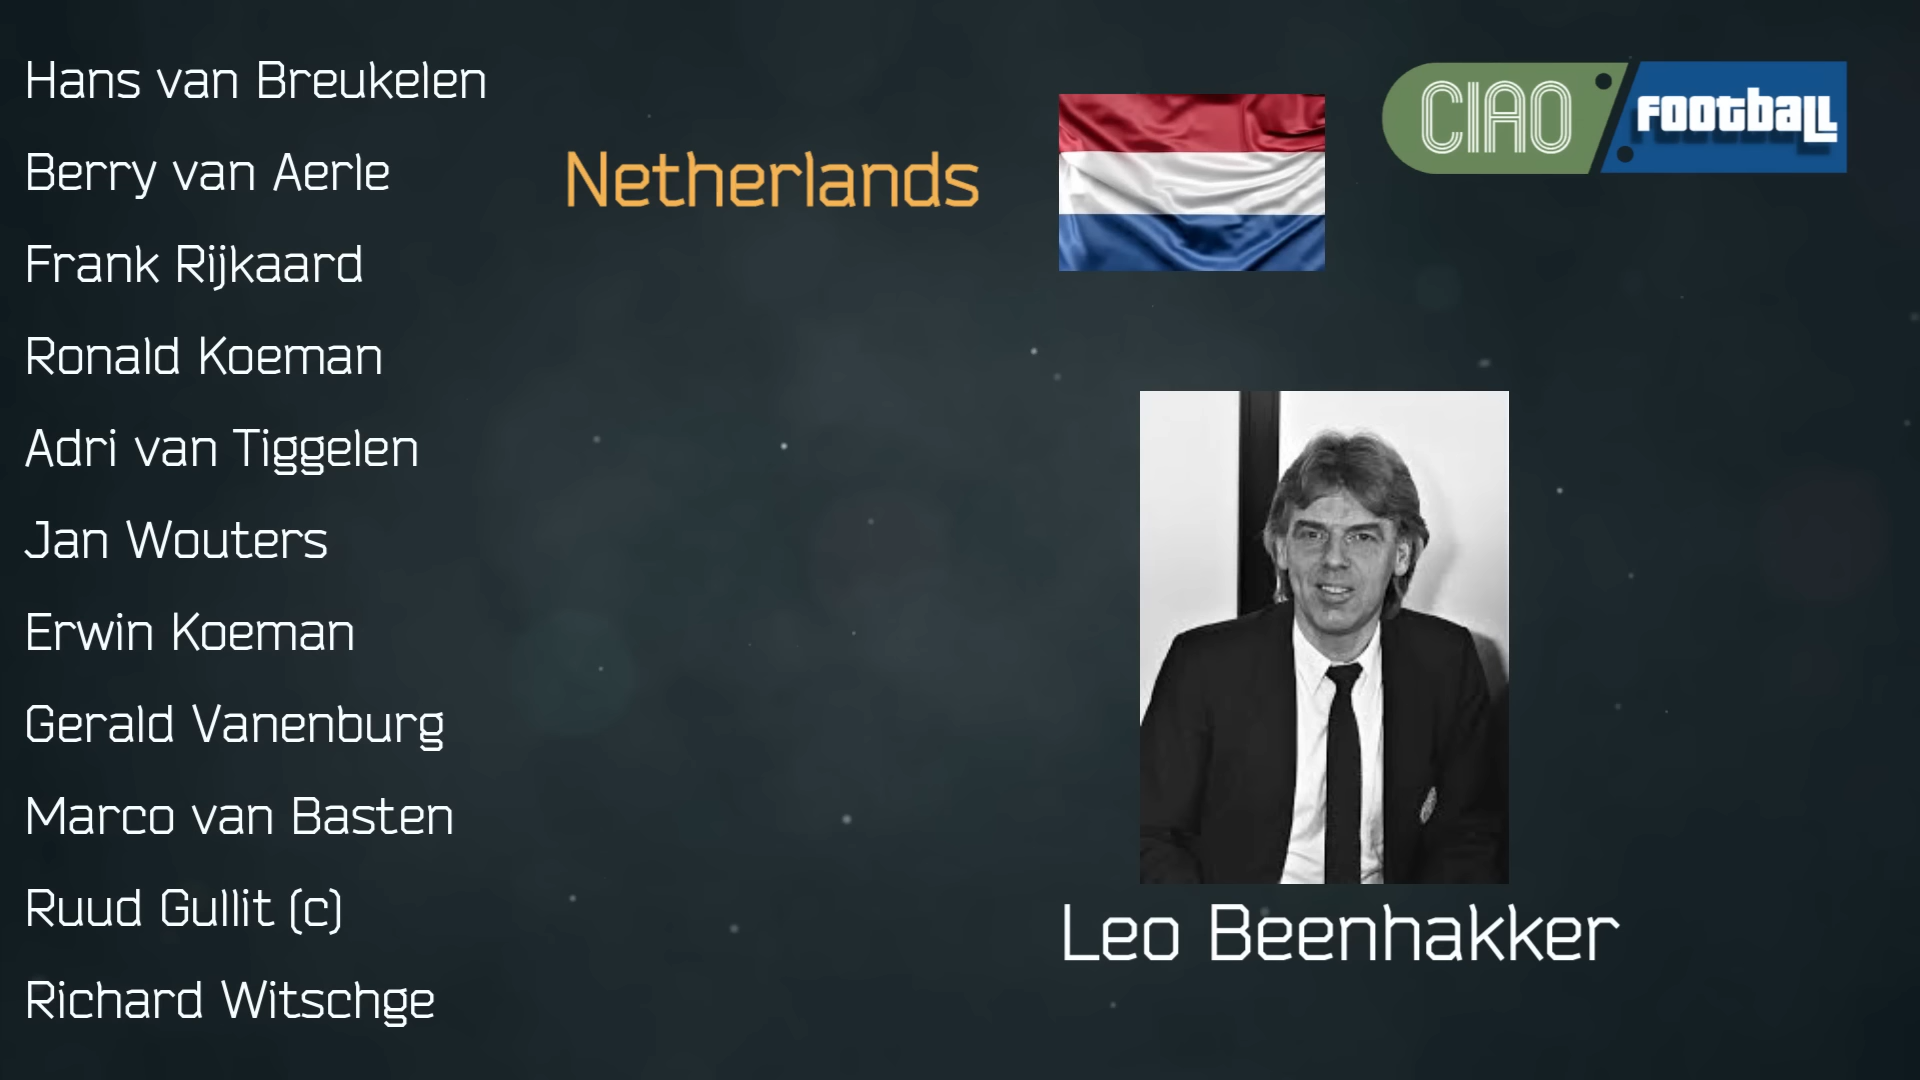 Hans van Breukelen
Berry van Aerle
Frank Rijkaard
Ronald Koeman
Adri van Tiggelen
Jan Wouters
Erwin Koeman
Gerald Vanenburg
Marco van Basten
Ruud Gullit (c)
Richard Witschge
Netherlands
CIAO FOOTBALL
Leo Beenhakker